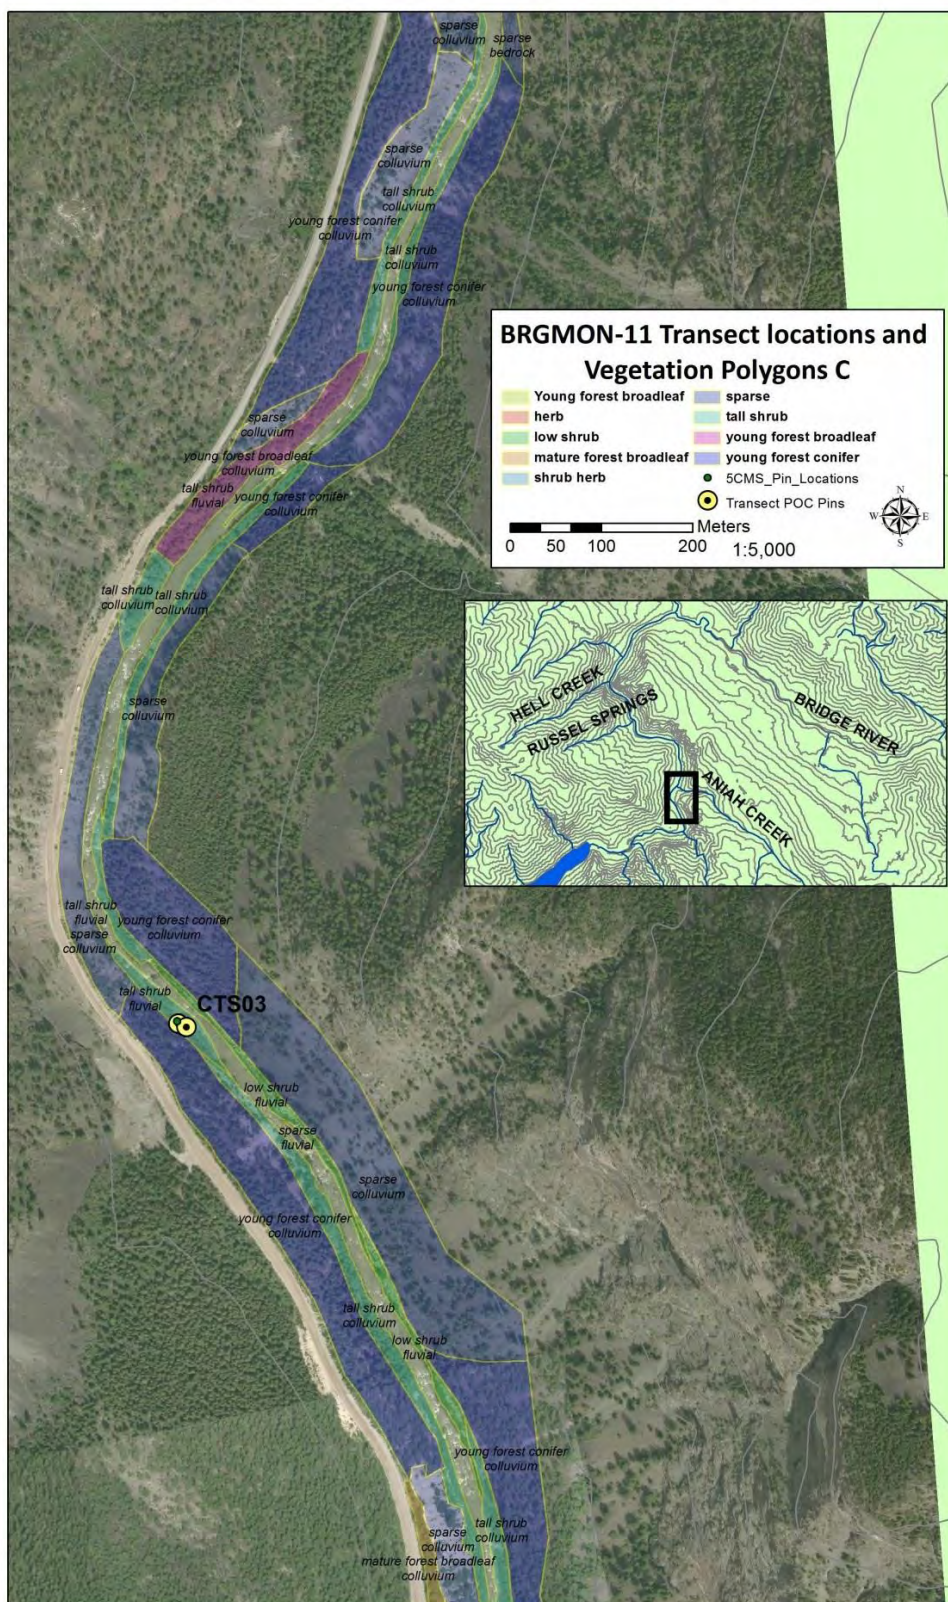 sparse
colluvium
sparse
bedrock
sparse
colluvium
tall shrub
colluvium
young forest conifer
colluvium
tall shrub
colluvium
young forest conifer
colluvium
BRGMON-11 Transect locations and
Vegetation Polygons C
Young forest broadleaf
herb
low shrub
mature forest broadleaf
shrub herb
sparse
tall shrub
young forest broadleaf
young forest conifer
5CMS_Pin_Locations
Transect POC Pins
N
W E
S
Meters
0 50 100 200 1:5,000
sparse
colluvium
young forest broadleaf
colluvium
tall shrub
fluvial
young forest conifer
colluvium
tall shrub
colluvium
tall shrub
colluvium
HELL CREEK
RUSSEL SPRINGS
BRIDGE RIVER
ANIAH CREEK
sparse
colluvium
tall shrub
fluvial
sparse
colluvium
young forest conifer
colluvium
tall shrub
fluvial
CTS03
low shrub
fluvial
sparse
fluvial
sparse
colluvium
young forest conifer
colluvium
tall shrub
colluvium
low shrub
fluvial
young forest conifer
colluvium
tall shrub
colluvium
sparse
colluvium
mature forest broadleaf
colluvium